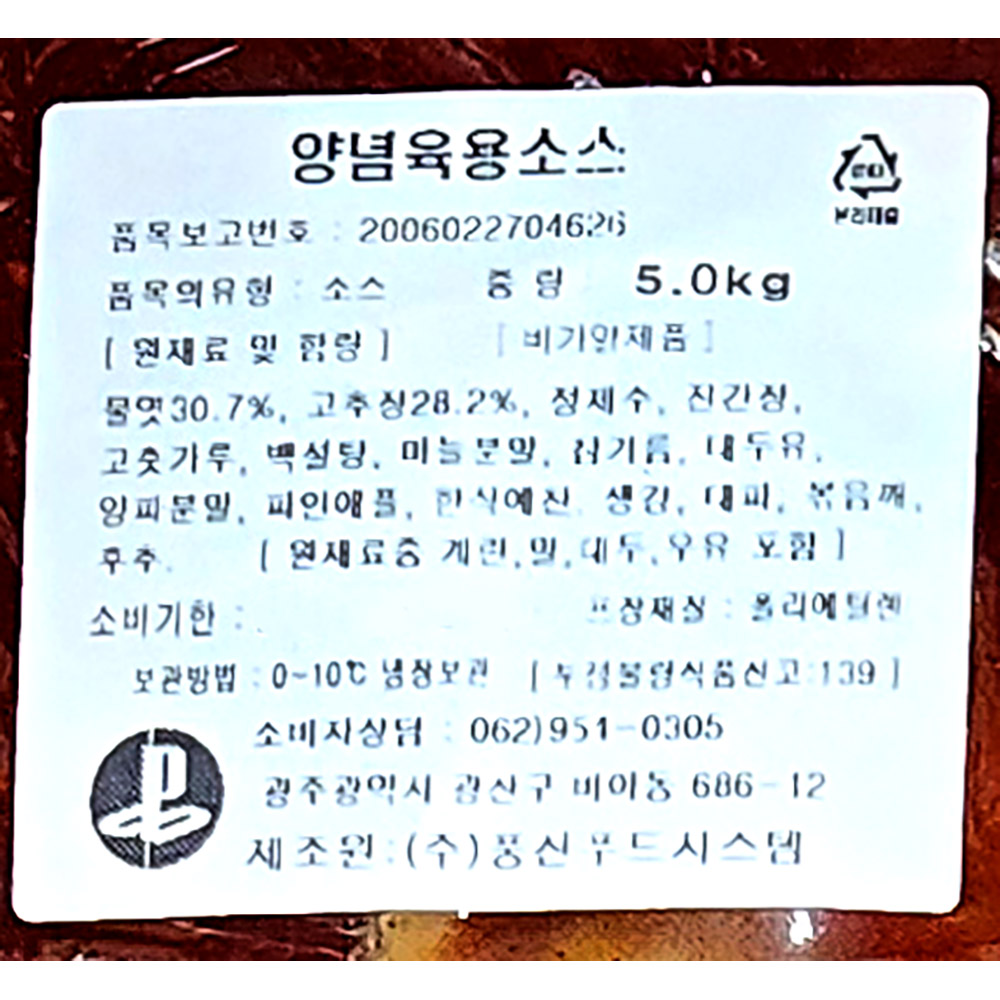 양념육용소스
품목보고번호 : 2006022704626
품목의유형 : 소스 중 량 5.0kg
[ 원재료 및 함량 ] [ 비가열제품 ]
물엿30.7%, 고추장28.2%, 정제수, 진간장,
고춧가루, 백설탕, 마늘분말, 참기름, 대두유,
양파분말, 파인애플, 한식예진, 생강, 대파, 볶음깨,
후추. [ 원재료중 계란,밀,대두,우유 포함 ]
소비기한 : 포장재질 : 폴리에틸렌
보관방법 : 0~10℃ 냉장보관 [ 부정불량식품신고:139 ]
소비자상담 : 062)951-0305
광주광역시 광산구 비아동 686-12
제조원:(주)풍신푸드시스템